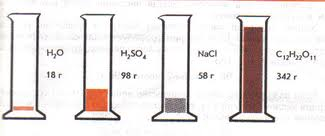 H₂O
18 г
H₂SO₄
98 г
NaCl
58 г
C₁₂H₂₂O₁₁
342 г